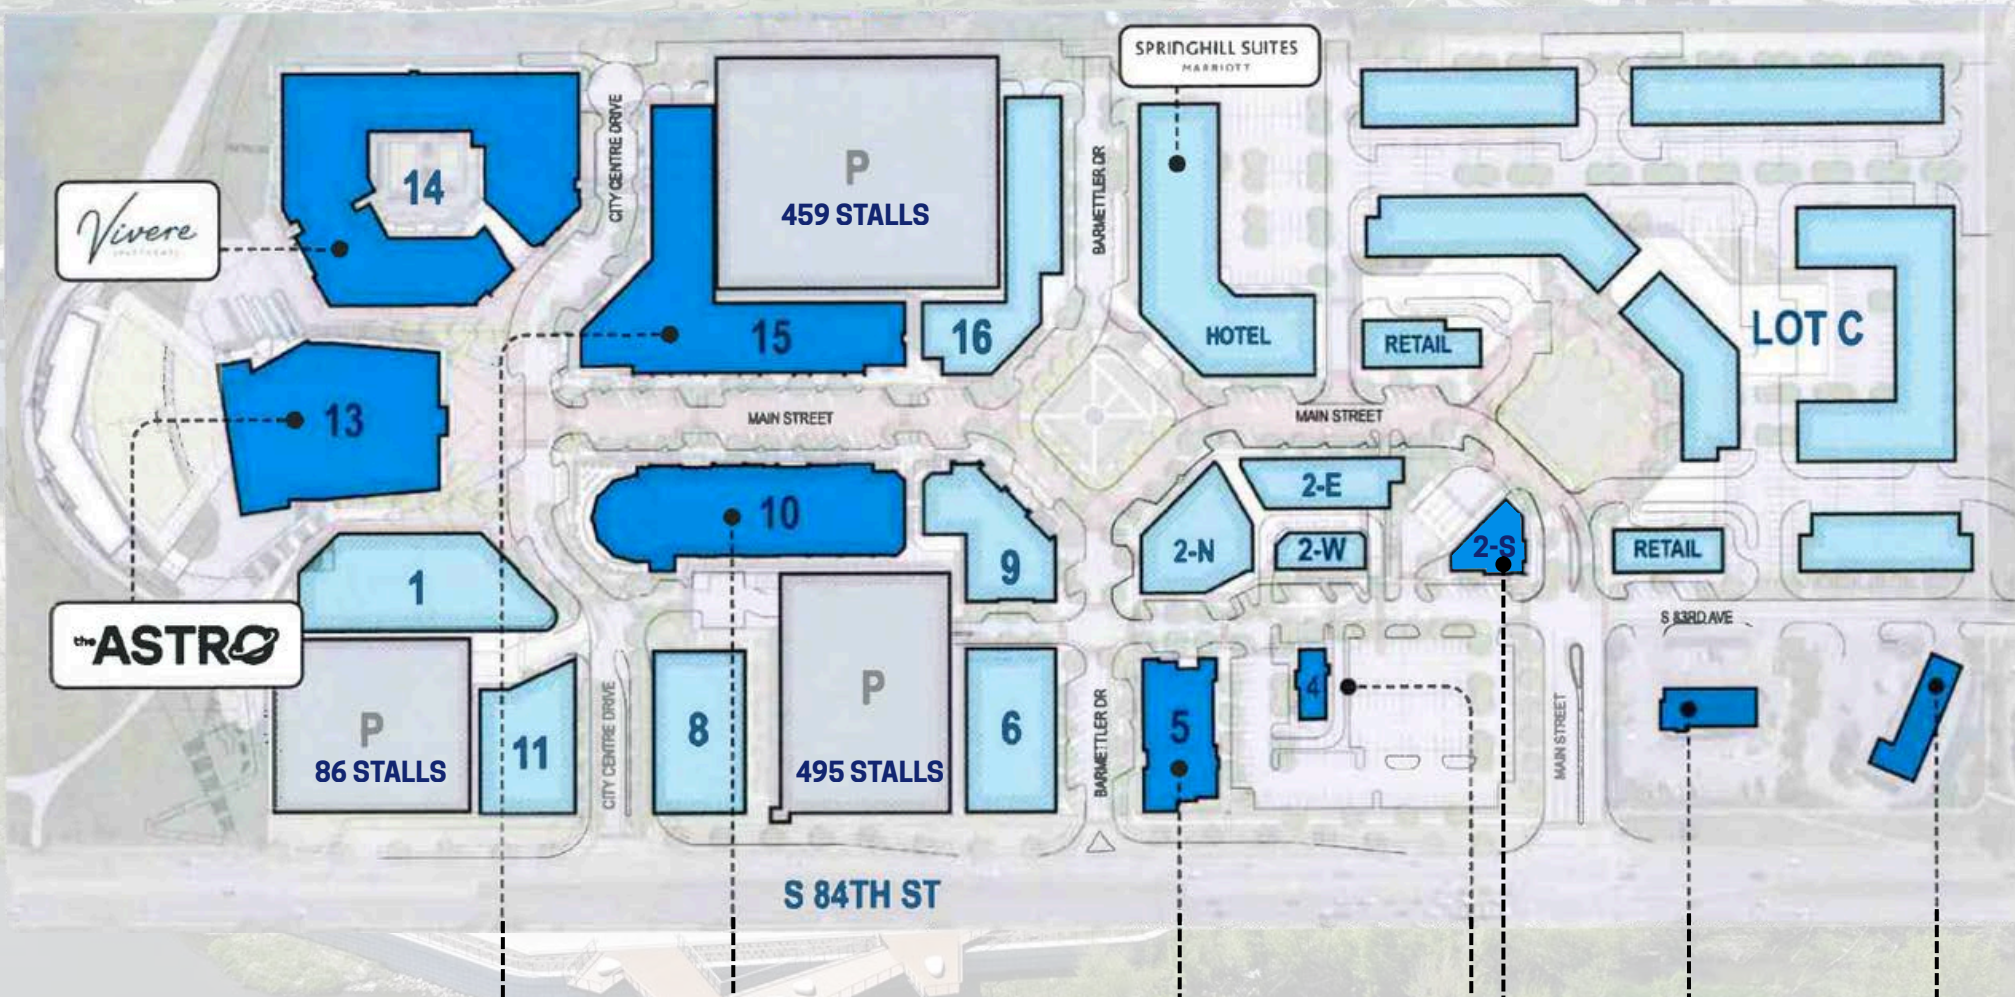 SPRINGHILL SUITES
MARRIOTT
Vivere
14
CITY CENTRE DRIVE
P
459 STALLS
BARMETTLER DR
15
16
HOTEL
RETAIL
LOT C
13
MAIN STREET
MAIN STREET
10
9
2-E
2-N
2-W
2-S
RETAIL
1
the ASTRO
S 83RD AVE
P
86 STALLS
11
CITY CENTRE DRIVE
8
P
495 STALLS
6
BARMETTLER DR
5
4
MAIN STREET
S 84TH ST